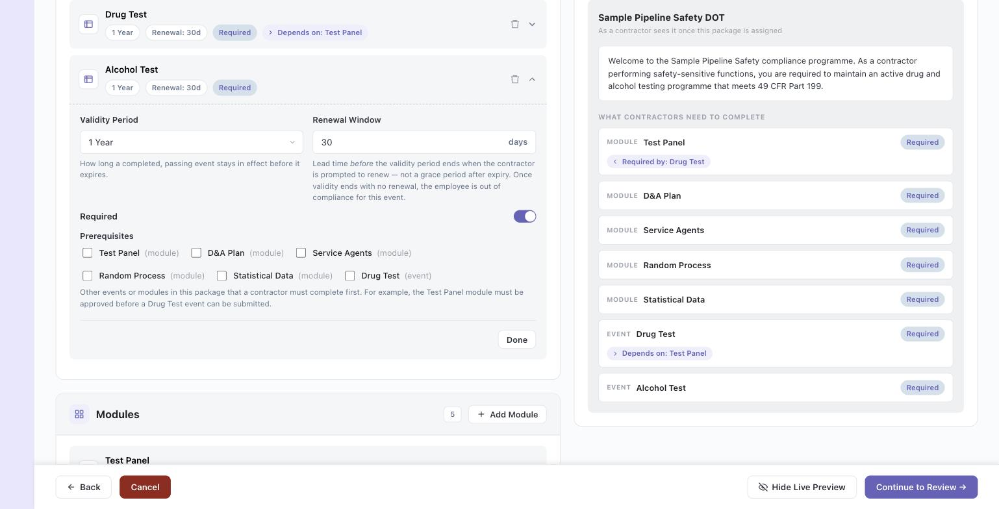 Drug Test
1 Year Renewal: 30d Required Depends on: Test Panel
Alcohol Test
1 Year Renewal: 30d Required
Validity Period
1 Year
How long a completed, passing event stays in effect before it
expires.
Renewal Window
30 days
Lead time before the validity period ends when the contractor
is prompted to renew — not a grace period after expiry. Once
validity ends with no renewal, the employee is out of
compliance for this event.
Required
Prerequisites
Test Panel (module) D&A Plan (module) Service Agents (module)
Random Process (module) Statistical Data (module) Drug Test (event)
Other events or modules in this package that a contractor must complete first. For example, the Test Panel module must be
approved before a Drug Test event can be submitted.
Done
Modules 5 + Add Module
Test Panel
Sample Pipeline Safety DOT
As a contractor sees it once this package is assigned
Welcome to the Sample Pipeline Safety compliance programme. As a contractor
performing safety-sensitive functions, you are required to maintain an active drug and
alcohol testing programme that meets 49 CFR Part 199.
WHAT CONTRACTORS NEED TO COMPLETE
MODULE Test Panel Required
Required by: Drug Test
MODULE D&A Plan Required
MODULE Service Agents Required
MODULE Random Process Required
MODULE Statistical Data Required
EVENT Drug Test Required
Depends on: Test Panel
EVENT Alcohol Test Required
← Back Cancel Hide Live Preview Continue to Review →